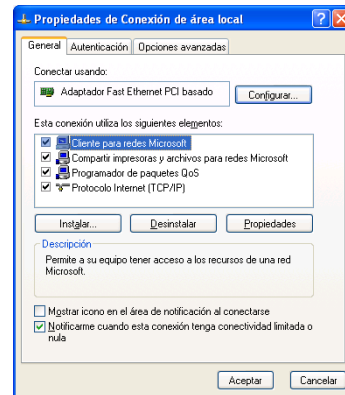 Propiedades de Conexión de área local
General Autenticación Opciones avanzadas
Conectar usando:
Adaptador Fast Ethernet PCI basado
Configurar...
Esta conexión utiliza los siguientes elementos:
Cliente para redes Microsoft
Compartir impresoras y archivos para redes Microsoft
Programador de paquetes QoS
Protocolo Internet (TCP/IP)
Instalar... Desinstalar Propiedades
Descripción
Permite a su equipo tener acceso a los recursos de una red
Microsoft.
Mostrar icono en el área de notificación al conectarse
Notificarme cuando esta conexión tenga conectividad limitada o
nula
Aceptar Cancelar